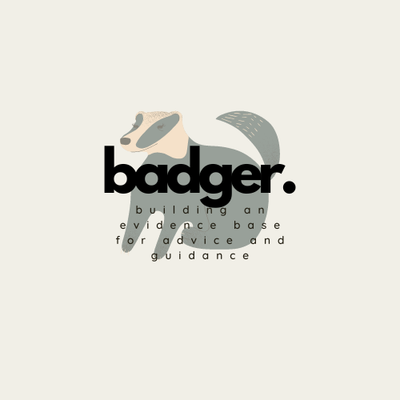 badger.
building an
evidence base
for advice and
guidance